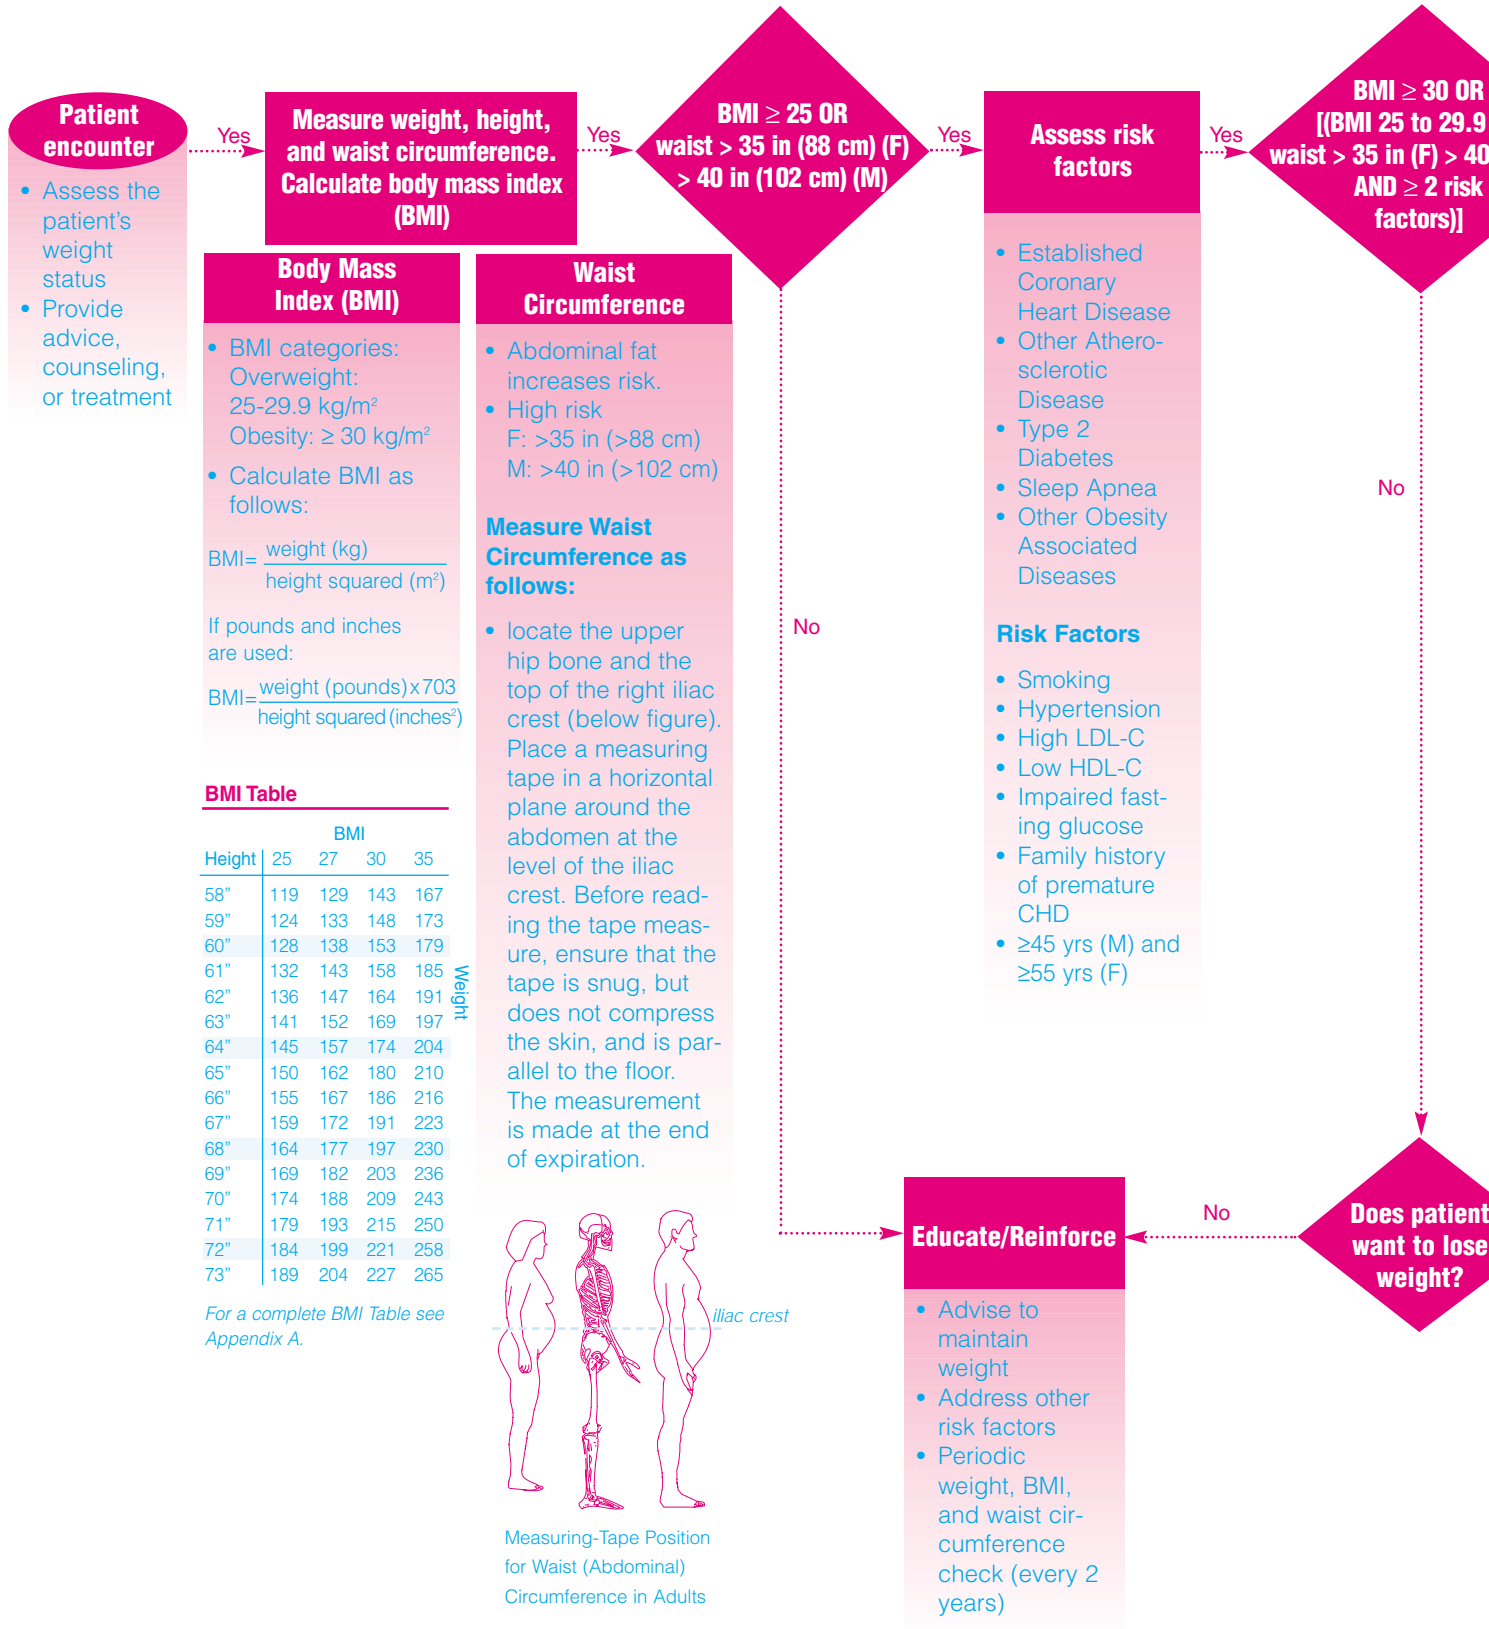 Patient
encounter
• Assess the
patient's
weight
status
• Provide
advice,
counseling,
or treatment
Yes
Measure weight, height,
and waist circumference.
Calculate body mass index
(BMI)
Yes
BMI ≥ 25 OR
waist > 35 in (88 cm) (F)
> 40 in (102 cm) (M)
Yes
Assess risk
factors
Yes
BMI ≥ 30 OR
[(BMI 25 to 29.9
waist > 35 in (F) > 40
AND ≥ 2 risk
factors)]
Body Mass
Index (BMI)
• BMI categories:
Overweight:
25-29.9 kg/m²
Obesity: ≥ 30 kg/m²
• Calculate BMI as
follows:
BMI= weight (kg)
height squared (m²)
If pounds and inches
are used:
BMI= weight (pounds) x 703
height squared (inches²)
BMI Table
BMI
Height 25 27 30 35
58” 119 129 143 167
59” 124 133 148 173
60” 128 138 153 179
61” 132 143 158 185
62” 136 147 164 191
63” 141 152 169 197
64” 145 157 174 204
65” 150 162 180 210
66” 155 167 186 216
67” 159 172 191 223
68” 164 177 197 230
69” 169 182 203 236
70” 174 188 209 243
71” 179 193 215 250
72” 184 199 221 258
73” 189 204 227 265
Weight
For a complete BMI Table see
Appendix A.
Waist
Circumference
• Abdominal fat
increases risk.
• High risk
F: >35 in (>88 cm)
M: >40 in (>102 cm)
Measure Waist
Circumference as
follows:
• locate the upper
hip bone and the
top of the right iliac
crest (below figure).
Place a measuring
tape in a horizontal
plane around the
abdomen at the
level of the iliac
crest. Before read-
ing the tape meas-
ure, ensure that the
tape is snug, but
does not compress
the skin, and is par-
allel to the floor.
The measurement
is made at the end
of expiration.
iliac crest
Measuring-Tape Position
for Waist (Abdominal)
Circumference in Adults
No
• Established
Coronary
Heart Disease
• Other Athero-
sclerotic
Disease
• Type 2
Diabetes
• Sleep Apnea
• Other Obesity
Associated
Diseases
Risk Factors
• Smoking
• Hypertension
• High LDL-C
• Low HDL-C
• Impaired fast-
ing glucose
• Family history
of premature
CHD
• ≥45 yrs (M) and
≥55 yrs (F)
No
Does patient
want to lose
weight?
No
Educate/Reinforce
• Advise to
maintain
weight
• Address other
risk factors
• Periodic
weight, BMI,
and waist cir-
cumference
check (every 2
years)